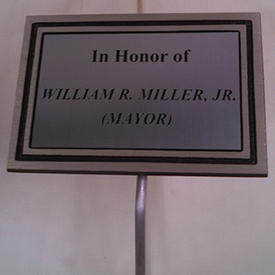 In Honor of
WILLIAM R. MILLER, JR.
(MAYOR)